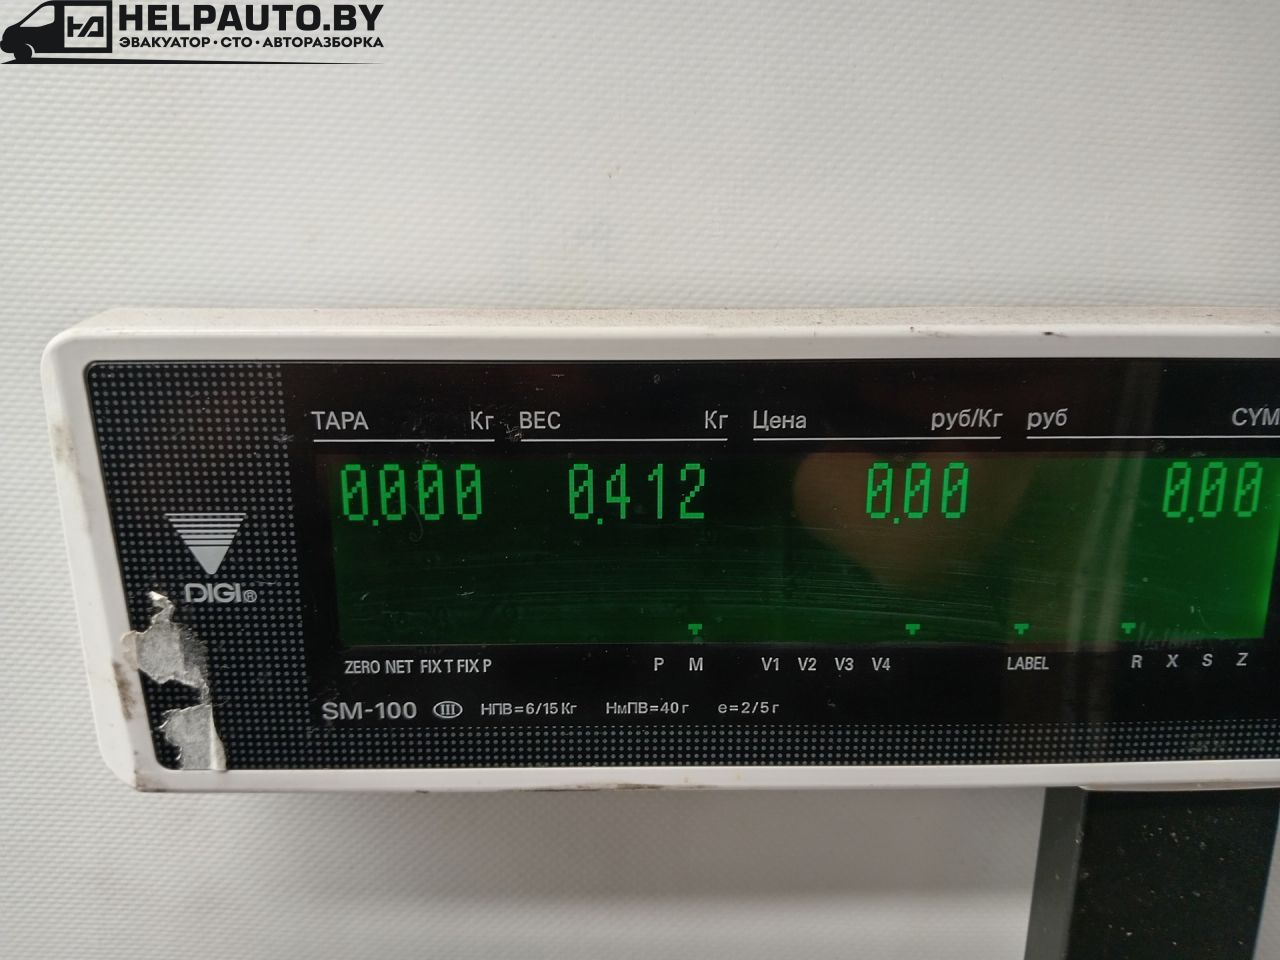 HELPAUTO.BY
ЭВАКУАТОР · СТО · АВТОРАЗБОРКА
ТАРА Кг ВЕС Кг Цена руб/Кг руб СУМ
0.000 0.412 0.00 0.00
DIGI®
ZERO NET FIX T FIX P P M V1 V2 V3 V4 LABEL R X S Z
SM-100 III НПВ=6/15 Кг НмПВ=40 г e=2/5 г